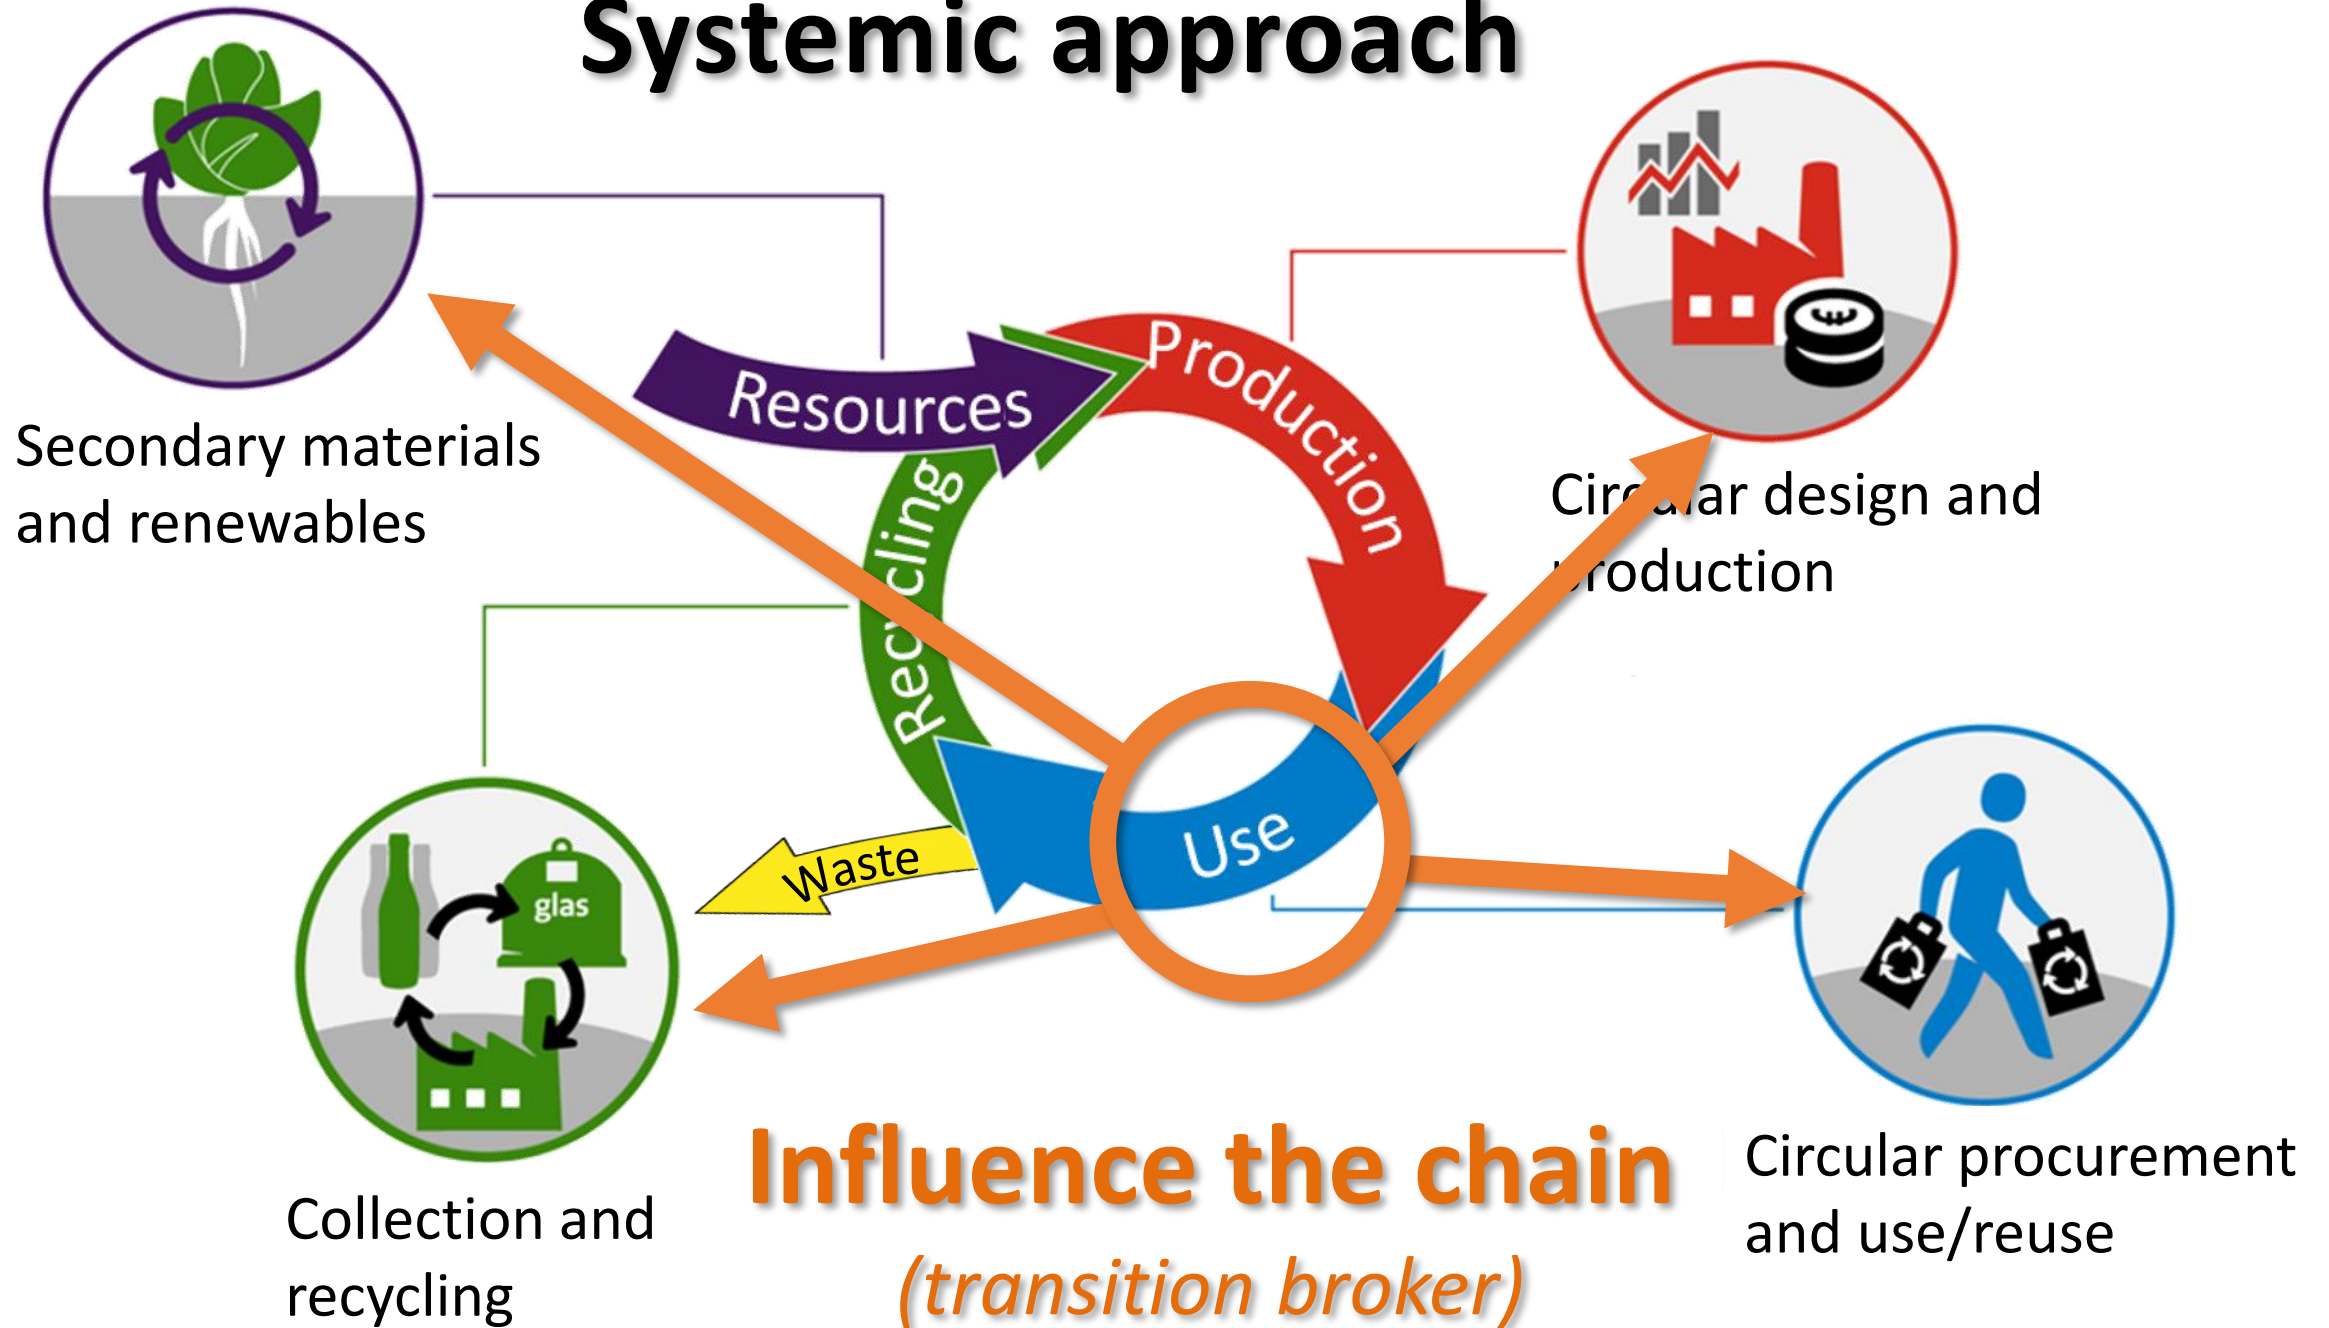 Systemic approach
Secondary materials
and renewables
Resources
Production
Circular design and
production
Recycling
Use
Waste
glas
Collection and
recycling
Influence the chain
(transition broker)
Circular procurement
and use/reuse